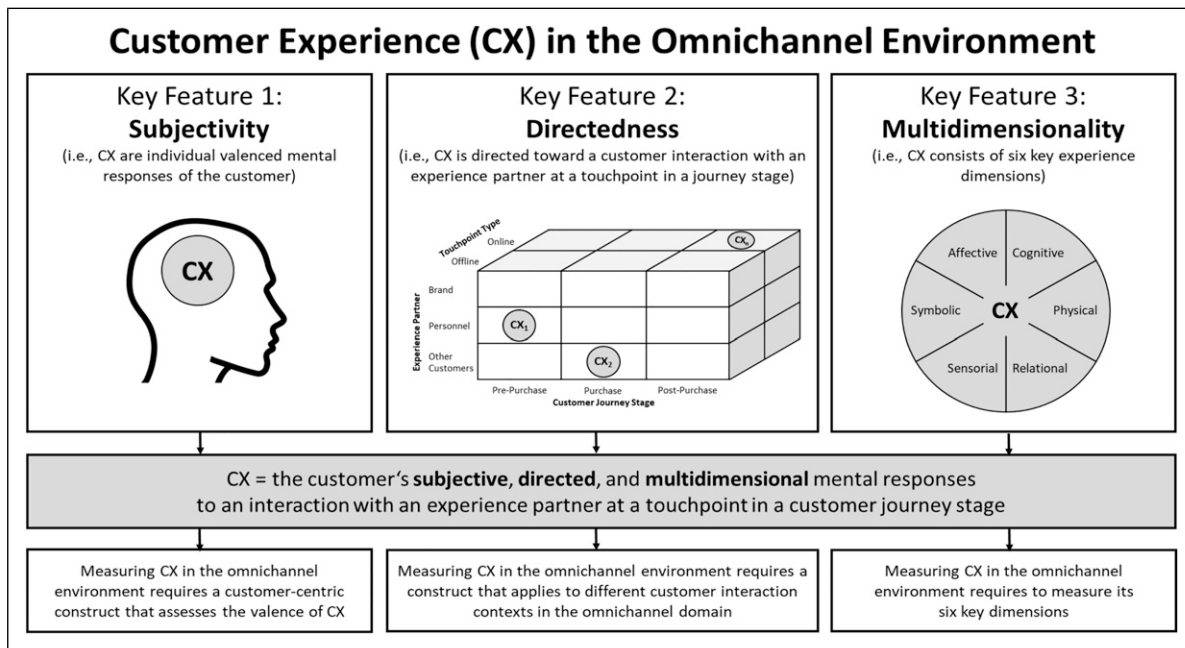 Customer Experience (CX) in the Omnichannel Environment
Key Feature 1:
Subjectivity
(i.e., CX are individual valenced mental
responses of the customer)
CX
Key Feature 2:
Directedness
(i.e., CX is directed toward a customer interaction with an
experience partner at a touchpoint in a journey stage)
Touchpoint Type
Online
Offline
Experience Partner
Brand
Personnel
Other
Customers
CXₙ
CX₁
CX₂
Pre-Purchase
Purchase
Post-Purchase
Customer Journey Stage
Key Feature 3:
Multidimensionality
(i.e., CX consists of six key experience
dimensions)
Affective
Cognitive
Symbolic
CX
Physical
Sensorial
Relational
CX = the customer‘s subjective, directed, and multidimensional mental responses
to an interaction with an experience partner at a touchpoint in a customer journey stage
Measuring CX in the omnichannel
environment requires a customer-centric
construct that assesses the valence of CX
Measuring CX in the omnichannel environment requires a
construct that applies to different customer interaction
contexts in the omnichannel domain
Measuring CX in the omnichannel
environment requires to measure its
six key dimensions